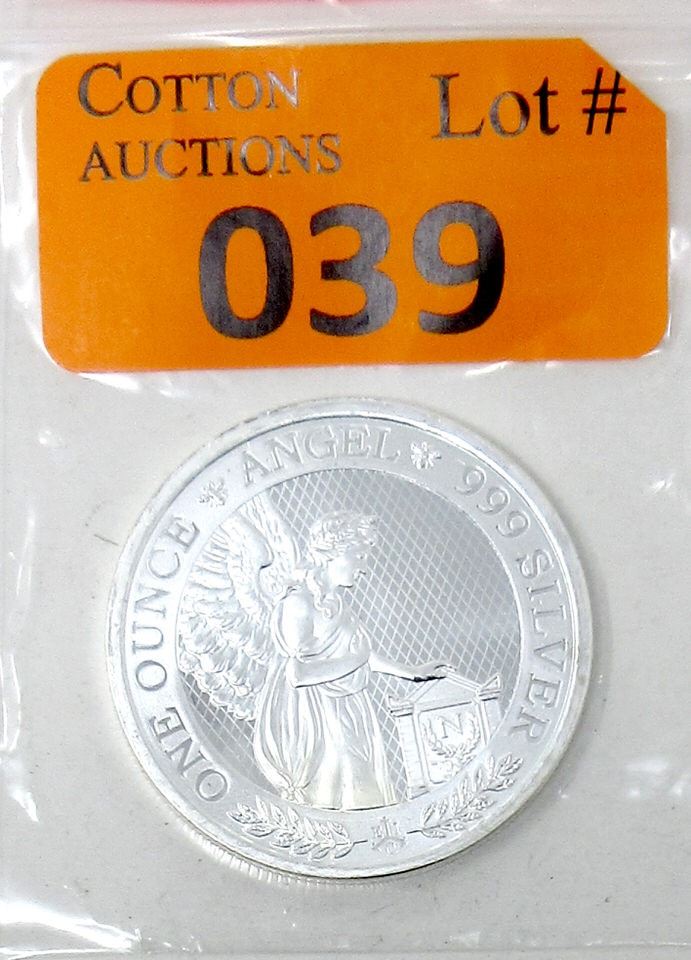 COTTON
AUCTIONS
Lot #
039
ONE OUNCE ANGEL 999 SILVER
N